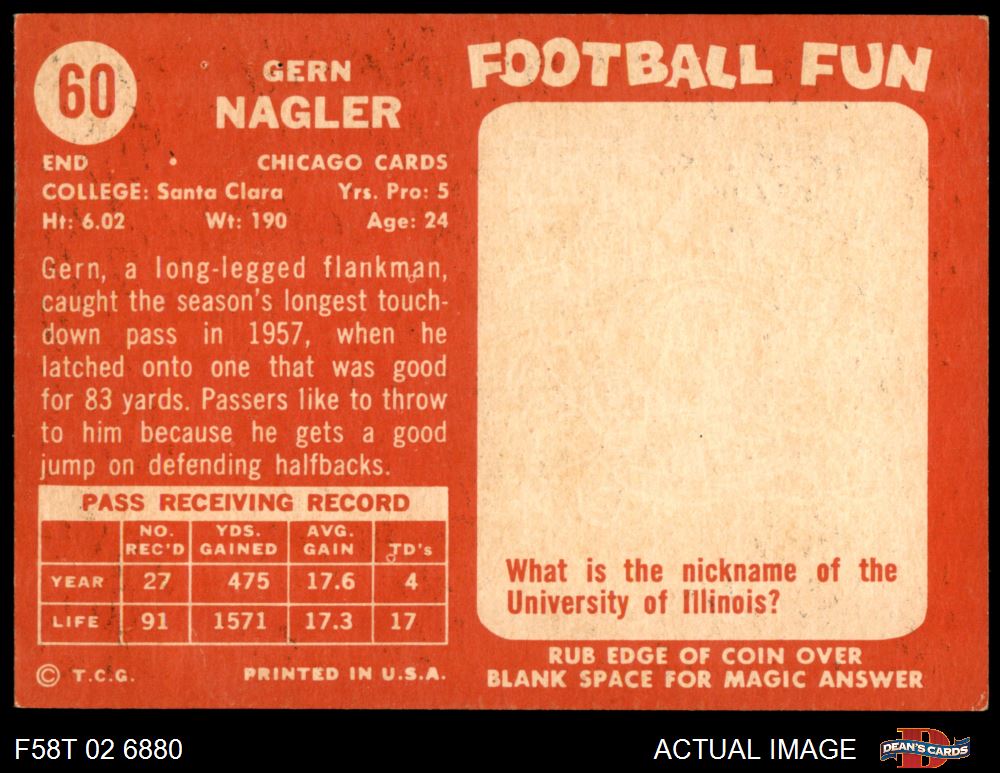 60
GERN
NAGLER
END • CHICAGO CARDS
COLLEGE: Santa Clara Yrs. Pro: 5
Ht: 6.02 Wt: 190 Age: 24
Gern, a long-legged flankman,
caught the season's longest touch-
down pass in 1957, when he
latched onto one that was good
for 83 yards. Passers like to throw
to him because he gets a good
jump on defending halfbacks.
PASS RECEIVING RECORD
NO. REC'D YDS. GAINED AVG. GAIN TD's
YEAR 27 475 17.6 4
LIFE 91 1571 17.3 17
© T.C.G. PRINTED IN U.S.A.
FOOTBALL FUN
What is the nickname of the
University of Illinois?
RUB EDGE OF COIN OVER
BLANK SPACE FOR MAGIC ANSWER
F58T 02 6880 ACTUAL IMAGE DEAN'S CARDS